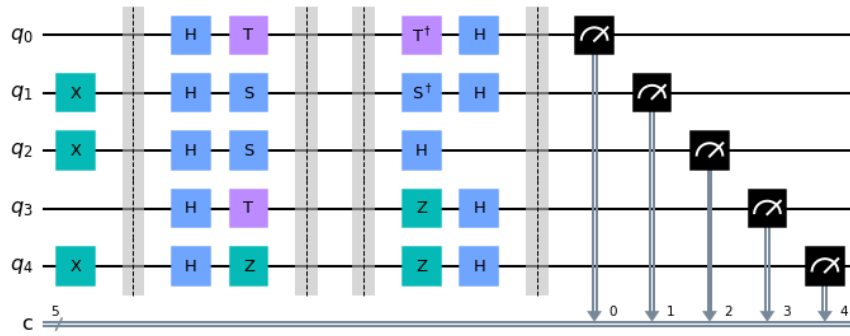 q0 H T T† H
q1 X H S S† H
q2 X H S H
q3 H T Z H
q4 X H Z Z H
c 5 0 1 2 3 4